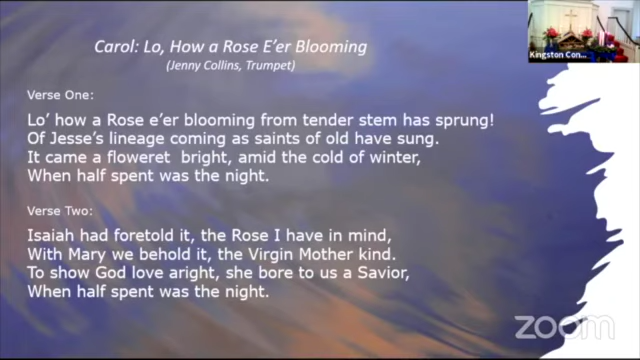 Carol: Lo, How a Rose E'er Blooming
(Jenny Collins, Trumpet)
Kingston Con...
Verse One:
Lo' how a Rose e'er blooming from tender stem has sprung!
Of Jesse's lineage coming as saints of old have sung.
It came a floweret bright, amid the cold of winter,
When half spent was the night.
Verse Two:
Isaiah had foretold it, the Rose I have in mind,
With Mary we behold it, the Virgin Mother kind.
To show God love aright, she bore to us a Savior,
When half spent was the night.
zoom